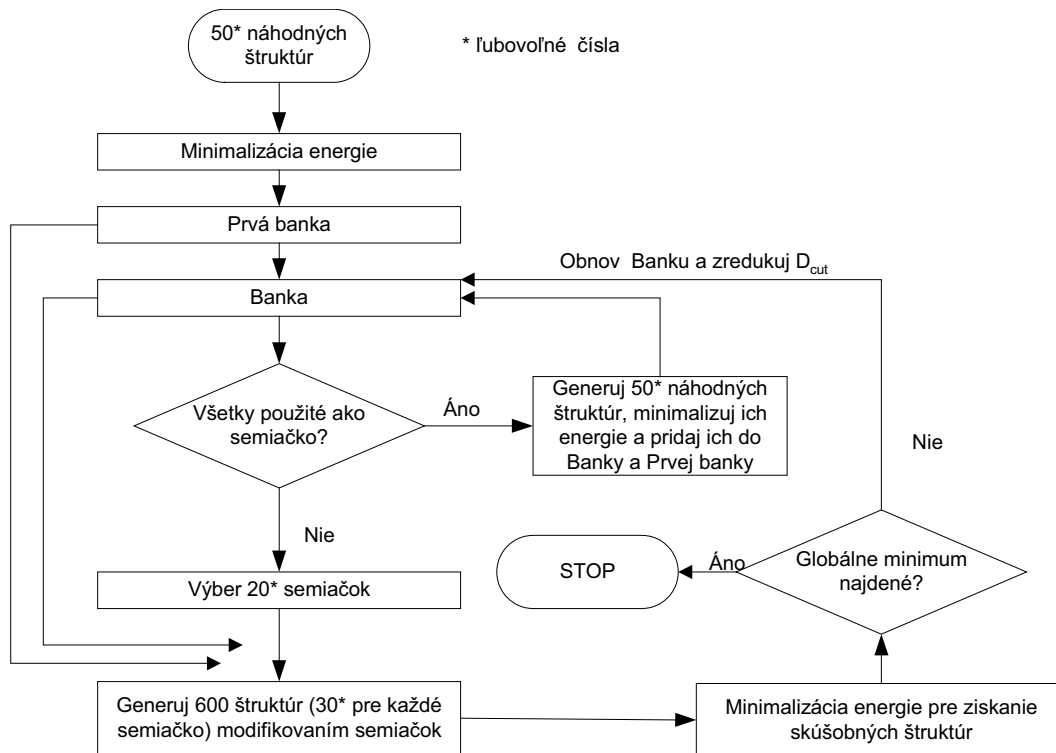 50* náhodných
štruktúr
* ľubovoľné čísla
Minimalizácia energie
Prvá banka
Obnov Banku a zredukuj Dcut
Banka
Všetky použité ako
semiačko?
Áno
Generuj 50* náhodných
štruktúr, minimalizuj ich
energie a pridaj ich do
Banky a Prvej banky
Nie
Nie
Výber 20* semiačok
STOP
Áno
Globálne minimum
najdené?
Generuj 600 štruktúr (30* pre každé
semiačko) modifikovaním semiačok
Minimalizácia energie pre ziskanie
skúšobných štruktúr